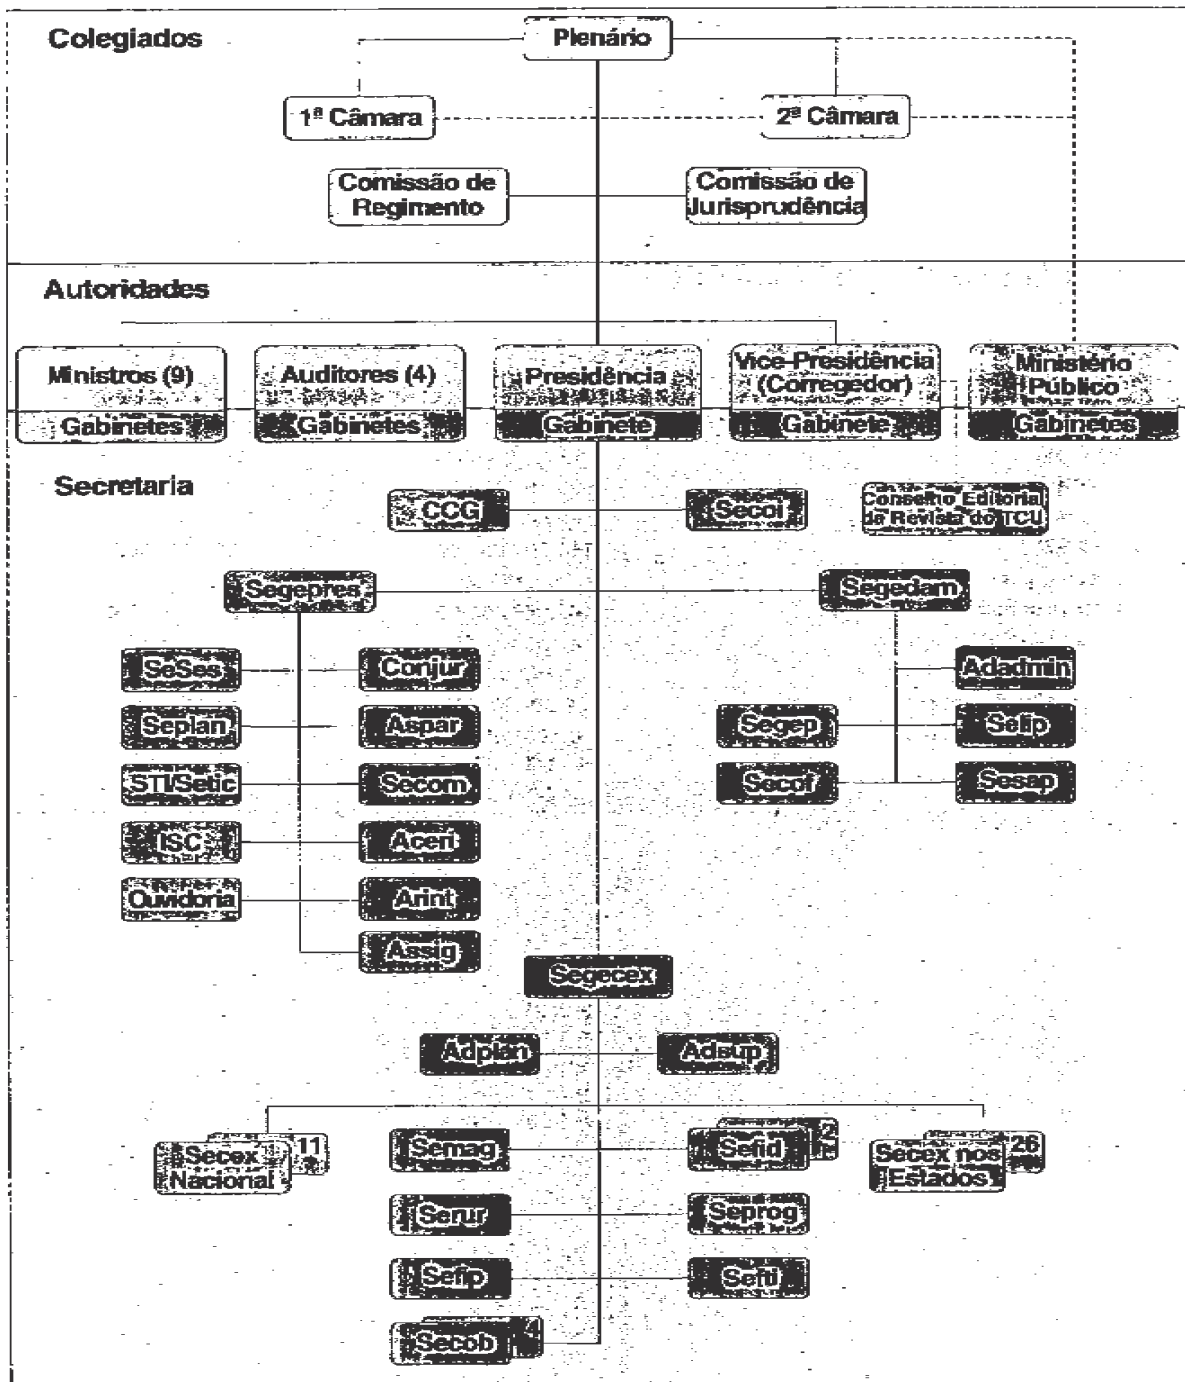 Colegiados
Plenário
1ª Câmara
2ª Câmara
Comissão de
Regimento
Comissão de
Jurisprudência
Autoridades
Ministros (9)
Gabinetes
Auditores (4)
Gabinetes
Presidência
Gabinete
Vice-Presidência
(Corregedor)
Gabinete
Ministério
Público
Gabinetes
Secretaria
CCG
Secoi
Conselho Editorial
da Revista do TCU
Segepres
Segedam
SeSes
Conjur
Adadmin
Seplan
Aspar
Segep
Selip
STI/Setic
Secom
Secof
Sesap
ISC
Aceri
Ouvidoria
Arint
Assig
Segecex
Adplan
Adsup
Secex
Nacional
11
Semag
Sefid
2
Secex nos
Estados
26
Serur
Seprog
Sefip
Sefti
Secob
4